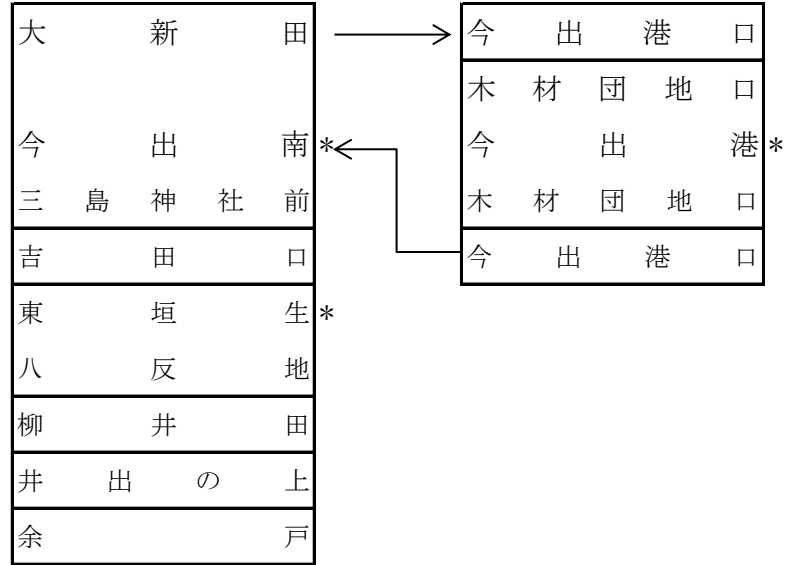 大新田
今出南*
三島神社前
吉田口
東垣生*
八反地
柳井田
井出の上
余戸
今出港口
木材団地口
今出港*
木材団地口
今出港口